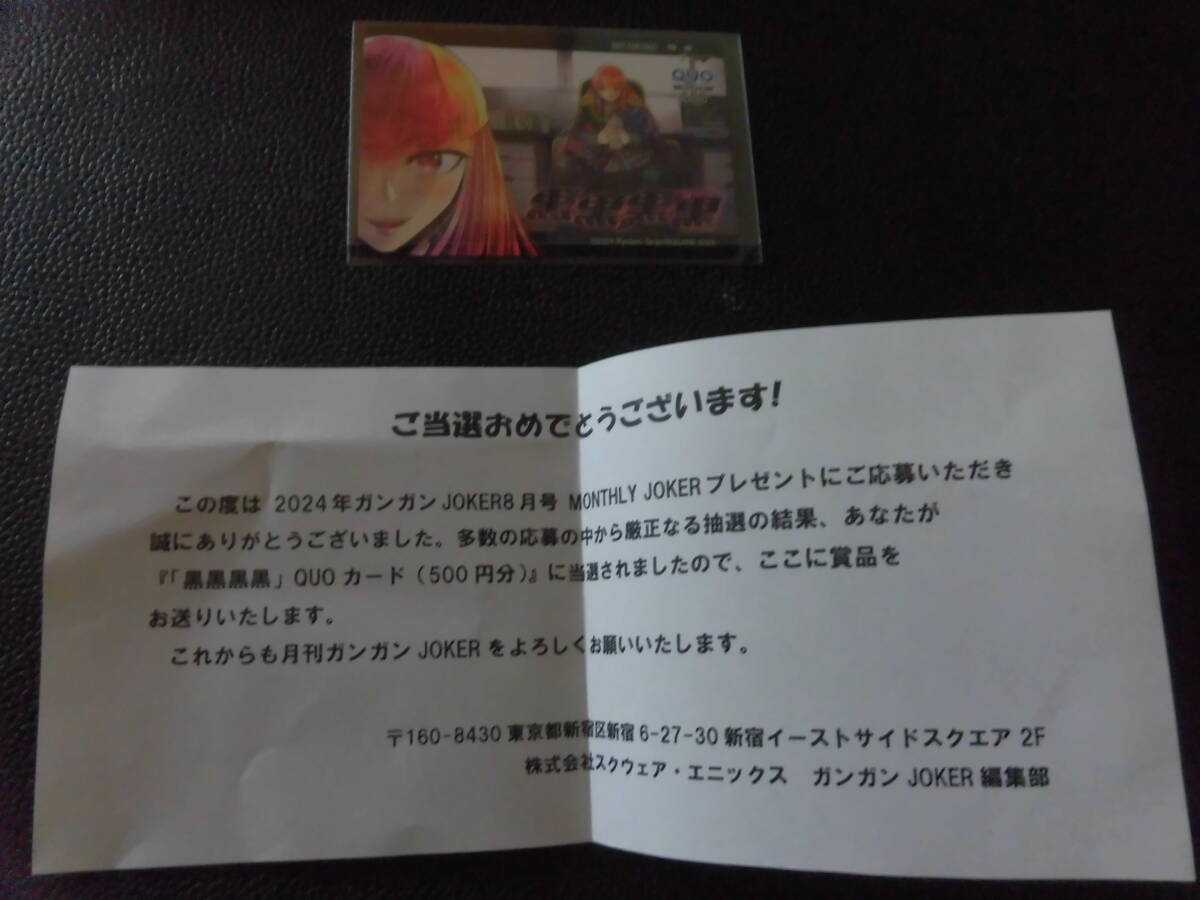 QUO
ご当選おめでとうございます!
この度は 2024年ガンガンJOKER8月号 MONTHLY JOKERプレゼントにご応募いただき
誠にありがとうございました。多数の応募の中から厳正なる抽選の結果、あなたが
『「黒黒黒黒」QUOカード(500円分)』に当選されましたので、ここに賞品を
お送りいたします。
これからも月刊ガンガンJOKERをよろしくお願いいたします。
〒160-8430 東京都新宿区新宿6-27-30 新宿イーストサイドスクエア 2F
株式会社スクウェア・エニックス ガンガンJOKER編集部